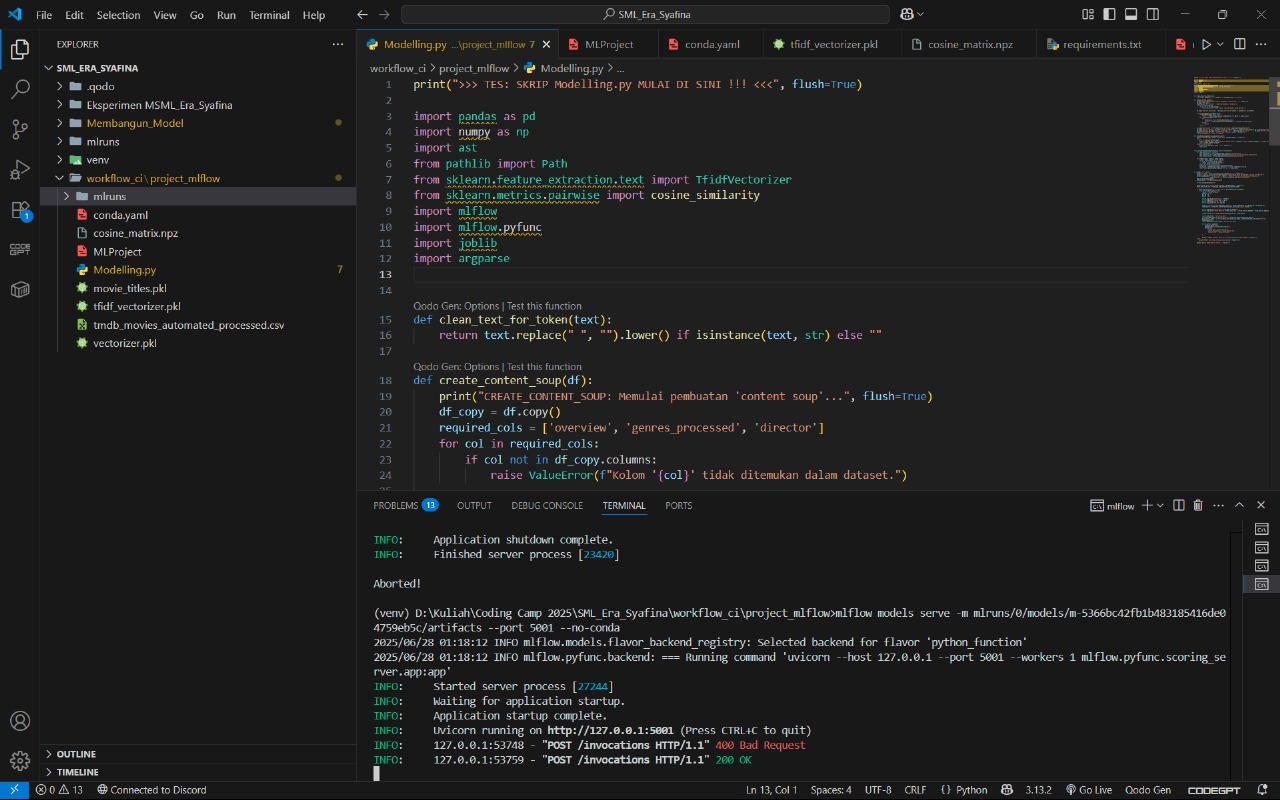 File Edit Selection View Go Run Terminal Help
SML_Era_Syafina
EXPLORER
SML_ERA_SYAFINA
.qodo
Eksperimen MSML_Era_Syafina
Membangun_Model
mlruns
venv
workflow_ci \ project_mlflow
mlruns
conda.yaml
cosine_matrix.npz
MLProject
Modelling.py 7
movie_titles.pkl
tfidf_vectorizer.pkl
tmdb_movies_automated_processed.csv
vectorizer.pkl
OUTLINE
TIMELINE
1
CODE GPT
Modelling.py ...\project_mlflow 7 MLProject conda.yaml tfidf_vectorizer.pkl cosine_matrix.npz requirements.txt
workflow_ci > project_mlflow > Modelling.py > ...
1 print(">>> TES: SKRIP Modelling.py MULAI DI SINI !!! <<<", flush=True)
2
3 import pandas as pd
4 import numpy as np
5 import ast
6 from pathlib import Path
7 from sklearn.feature_extraction.text import TfidfVectorizer
8 from sklearn.metrics.pairwise import cosine_similarity
9 import mlflow
10 import mlflow.pyfunc
11 import joblib
12 import argparse
13
14
Qodo Gen: Options | Test this function
15 def clean_text_for_token(text):
16 return text.replace(" ", "").lower() if isinstance(text, str) else ""
17
Qodo Gen: Options | Test this function
18 def create_content_soup(df):
19 print("CREATE_CONTENT_SOUP: Memulai pembuatan 'content soup'...", flush=True)
20 df_copy = df.copy()
21 required_cols = ['overview', 'genres_processed', 'director']
22 for col in required_cols:
23 if col not in df_copy.columns:
24 raise ValueError(f"Kolom '{col}' tidak ditemukan dalam dataset.")
PROBLEMS 13 OUTPUT DEBUG CONSOLE TERMINAL PORTS
mlflow
INFO: Application shutdown complete.
INFO: Finished server process [23420]
Aborted!
(venv) D:\Kuliah\Coding Camp 2025\SML_Era_Syafina\workflow_ci\project_mlflow>mlflow models serve -m mlruns/0/models/m-5366bc42fb1b483185416de0
4759eb5c/artifacts --port 5001 --no-conda
2025/06/28 01:18:12 INFO mlflow.models.flavor_backend_registry: Selected backend for flavor 'python_function'
2025/06/28 01:18:12 INFO mlflow.pyfunc.backend: === Running command 'uvicorn --host 127.0.0.1 --port 5001 --workers 1 mlflow.pyfunc.scoring_se
rver.app:app'
INFO: Started server process [27244]
INFO: Waiting for application startup.
INFO: Application startup complete.
INFO: Uvicorn running on http://127.0.0.1:5001 (Press CTRL+C to quit)
INFO: 127.0.0.1:53748 - "POST /invocations HTTP/1.1" 400 Bad Request
INFO: 127.0.0.1:53759 - "POST /invocations HTTP/1.1" 200 OK
0 13 Connected to Discord Ln 13, Col 1 Spaces: 4 UTF-8 CRLF {} Python 3.13.2 Go Live Qodo Gen CODEGPT